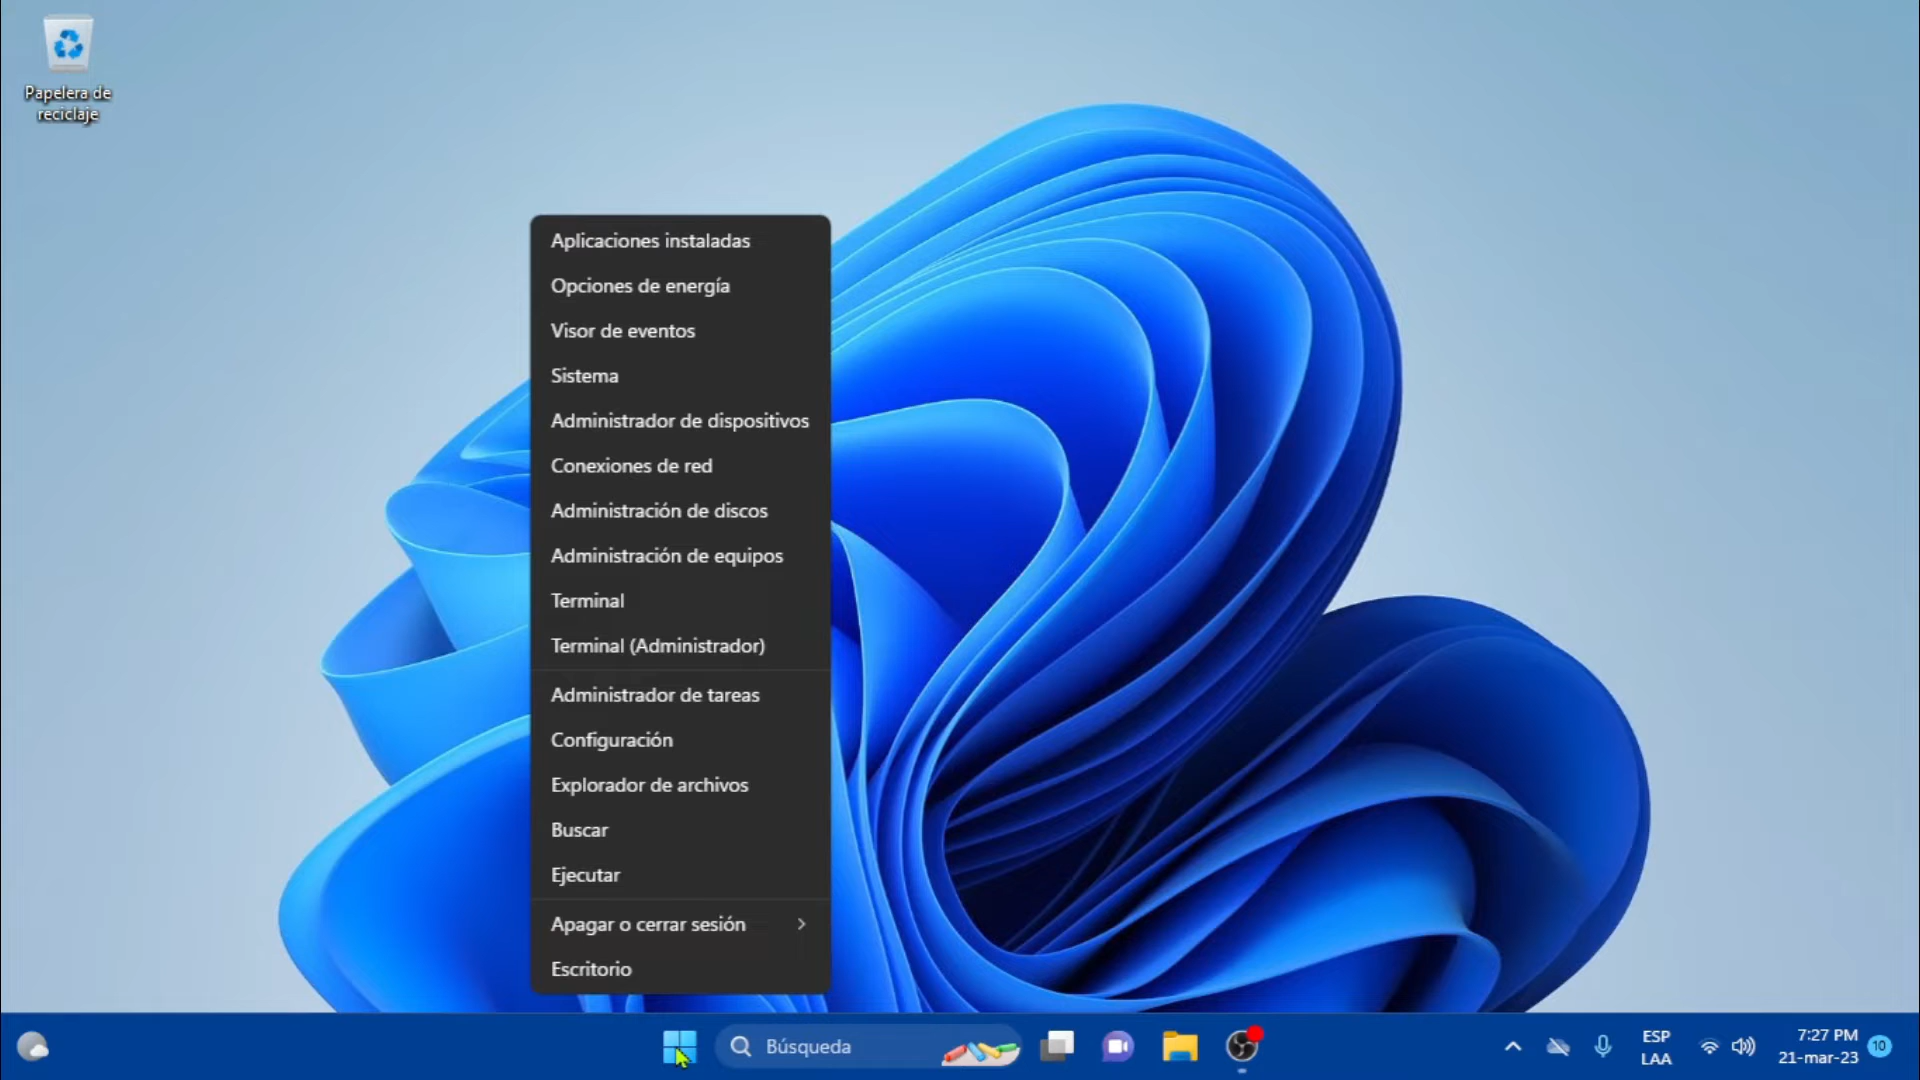 Papelera de
reciclaje
Aplicaciones instaladas
Opciones de energía
Visor de eventos
Sistema
Administrador de dispositivos
Conexiones de red
Administración de discos
Administración de equipos
Terminal
Terminal (Administrador)
Administrador de tareas
Configuración
Explorador de archivos
Buscar
Ejecutar
Apagar o cerrar sesión
Escritorio
Búsqueda
ESP
LAA
7:27 PM
21-mar-23
10